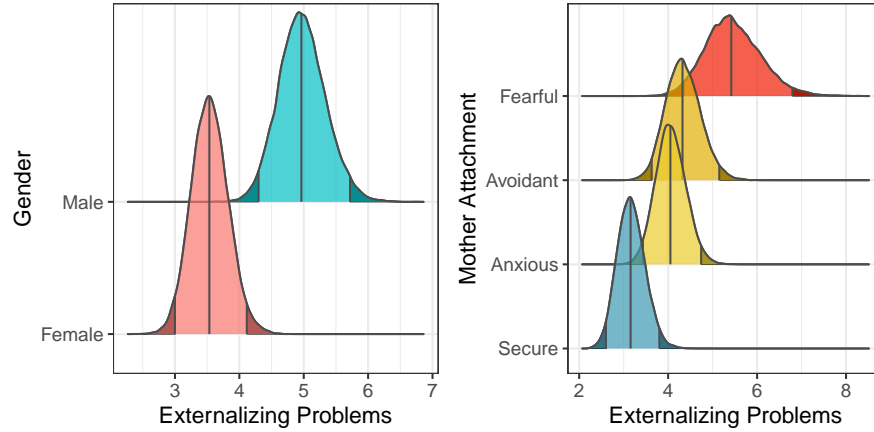 Gender
Male
Female
3 4 5 6 7
Externalizing Problems
Mother Attachment
Fearful
Avoidant
Anxious
Secure
2 4 6 8
Externalizing Problems